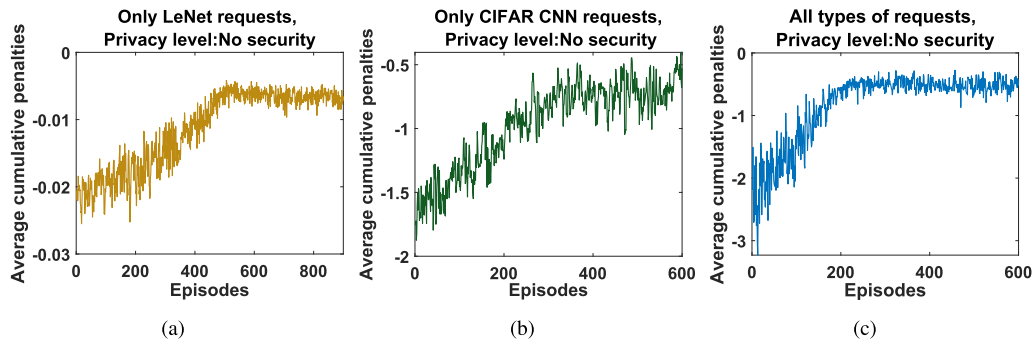 Only LeNet requests,
Privacy level:No security
Average cumulative penalties
0
-0.01
-0.02
-0.03
0 200 400 600 800
Episodes
(a)
Only CIFAR CNN requests,
Privacy level:No security
Average cumulative penalties
-0.5
-1
-1.5
-2
0 200 400 600
Episodes
(b)
All types of requests,
Privacy level:No security
Average cumulative penalties
0
-1
-2
-3
0 200 400 600
Episodes
(c)